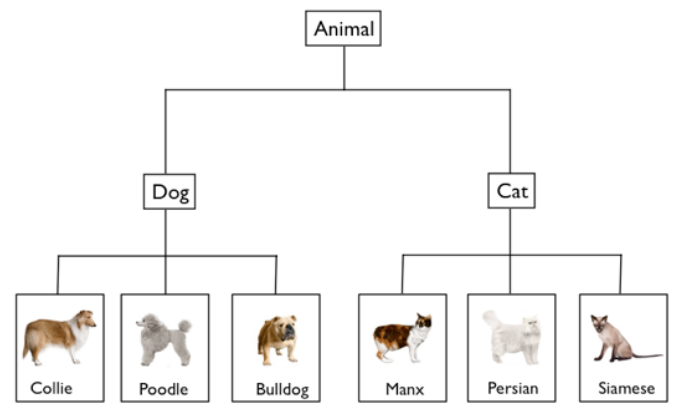 Animal
Dog
Cat
Collie
Poodle
Bulldog
Manx
Persian
Siamese